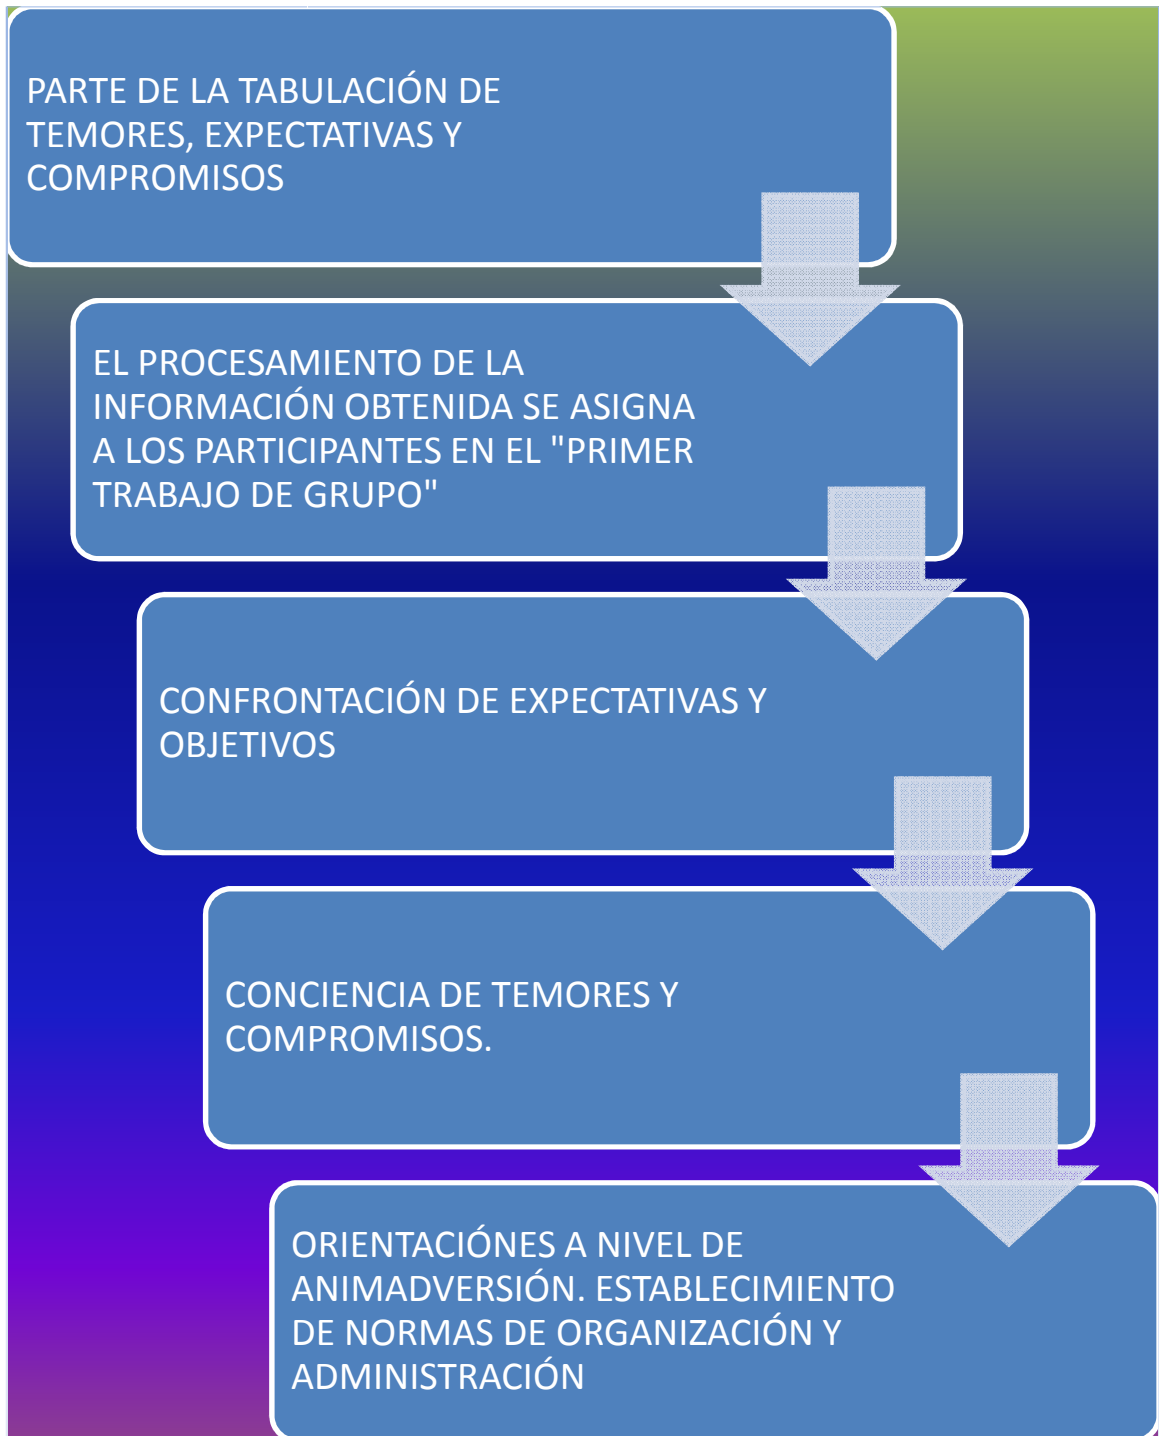 PARTE DE LA TABULACIÓN DE
TEMORES, EXPECTATIVAS Y
COMPROMISOS
EL PROCESAMIENTO DE LA
INFORMACIÓN OBTENIDA SE ASIGNA
A LOS PARTICIPANTES EN EL "PRIMER
TRABAJO DE GRUPO"
CONFRONTACIÓN DE EXPECTATIVAS Y
OBJETIVOS
CONCIENCIA DE TEMORES Y
COMPROMISOS.
ORIENTACIÓNES A NIVEL DE
ANIMADVERSIÓN. ESTABLECIMIENTO
DE NORMAS DE ORGANIZACIÓN Y
ADMINISTRACIÓN